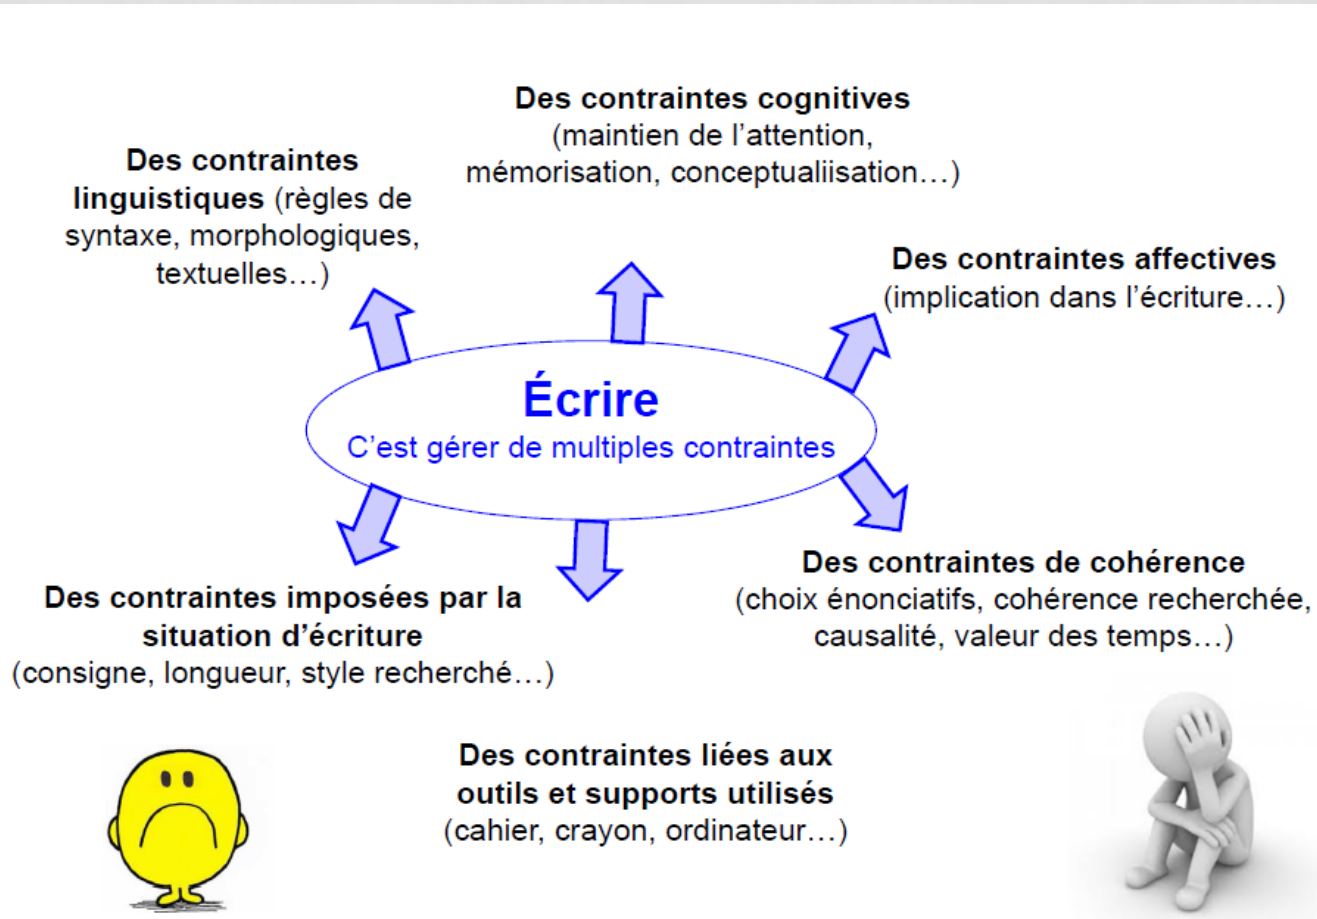 Des contraintes cognitives
(maintien de l’attention,
mémorisation, conceptualiisation…)
Des contraintes
linguistiques (règles de
syntaxe, morphologiques,
textuelles…)
Des contraintes affectives
(implication dans l’écriture…)
Écrire
C’est gérer de multiples contraintes
Des contraintes de cohérence
(choix énonciatifs, cohérence recherchée,
causalité, valeur des temps…)
Des contraintes imposées par la
situation d’écriture
(consigne, longueur, style recherché…)
Des contraintes liées aux
outils et supports utilisés
(cahier, crayon, ordinateur…)